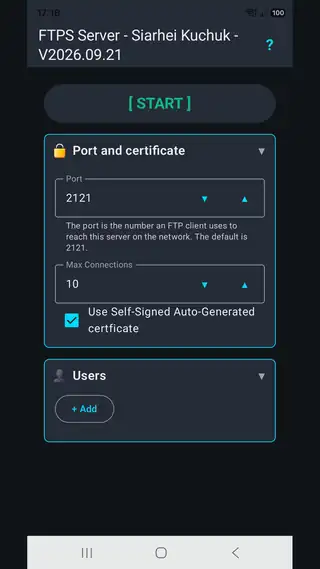 17:18
100
FTPS Server - Siarhei Kuchuk -
V2026.09.21
?
[ START ]
Port and certificate
Port
2121
The port is the number an FTP client uses to
reach this server on the network. The default is
2121.
Max Connections
10
Use Self-Signed Auto-Generated
certficate
Users
+ Add